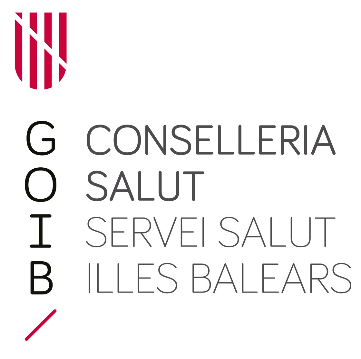 GOIB
CONSELLERIA
SALUT
SERVEI SALUT
ILLES BALEARS